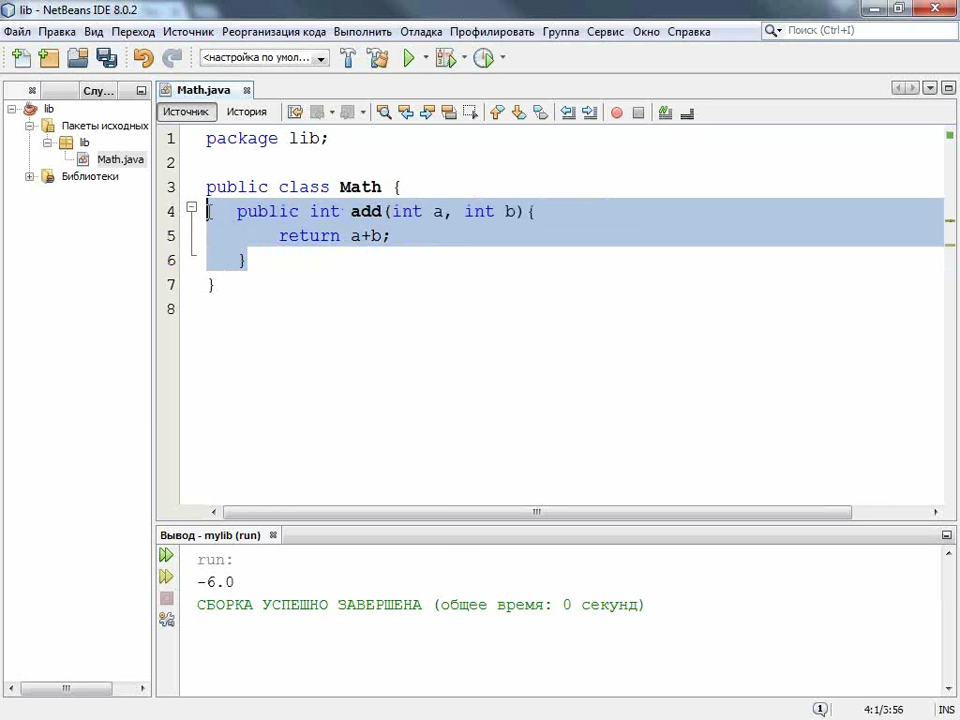 lib - NetBeans IDE 8.0.2
Файл Правка Вид Переход Источник Реорганизация кода Выполнить Отладка Профилировать Группа Сервис Окно Справка Поиск (Ctrl+I)
<настройка по умол...
Слу... Math.java
Источник История
lib
Пакеты исходных
lib
Math.java
Библиотеки
1 package lib;
2
3 public class Math {
4 public int add(int a, int b){
5 return a+b;
6 }
7 }
8
Вывод - mylib (run)
run:
-6.0
СБОРКА УСПЕШНО ЗАВЕРШЕНА (общее время: 0 секунд)
1 4:1/3:56 INS